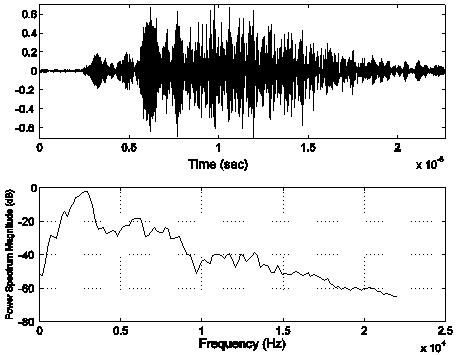 0.6
0.4
0.2
0
-0.2
-0.4
-0.6
0 0.5 1 1.5 2
Time (sec)
x 10⁻⁵
Power Spectrum Magnitude (dB)
0
-20
-40
-60
-80
0 0.5 1 1.5 2 2.5
Frequency (Hz)
x 10⁴